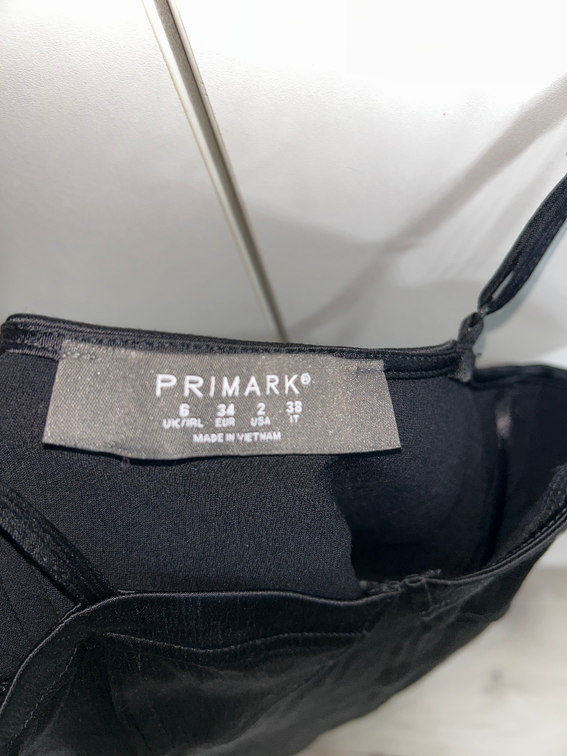 PRIMARK®
6 34 2 38
UK/IRL EUR USA IT
MADE IN VIETNAM